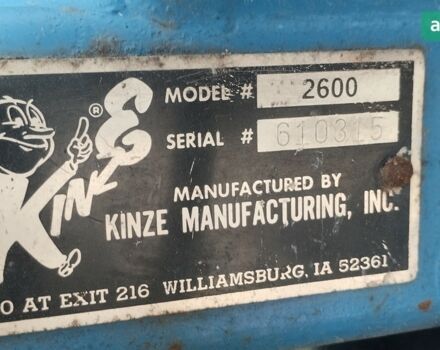 KINZE ®
MODEL # 2600
SERIAL # 610315
MANUFACTURED BY
KINZE MANUFACTURING, INC.
AT EXIT 216 WILLIAMSBURG, IA 52361